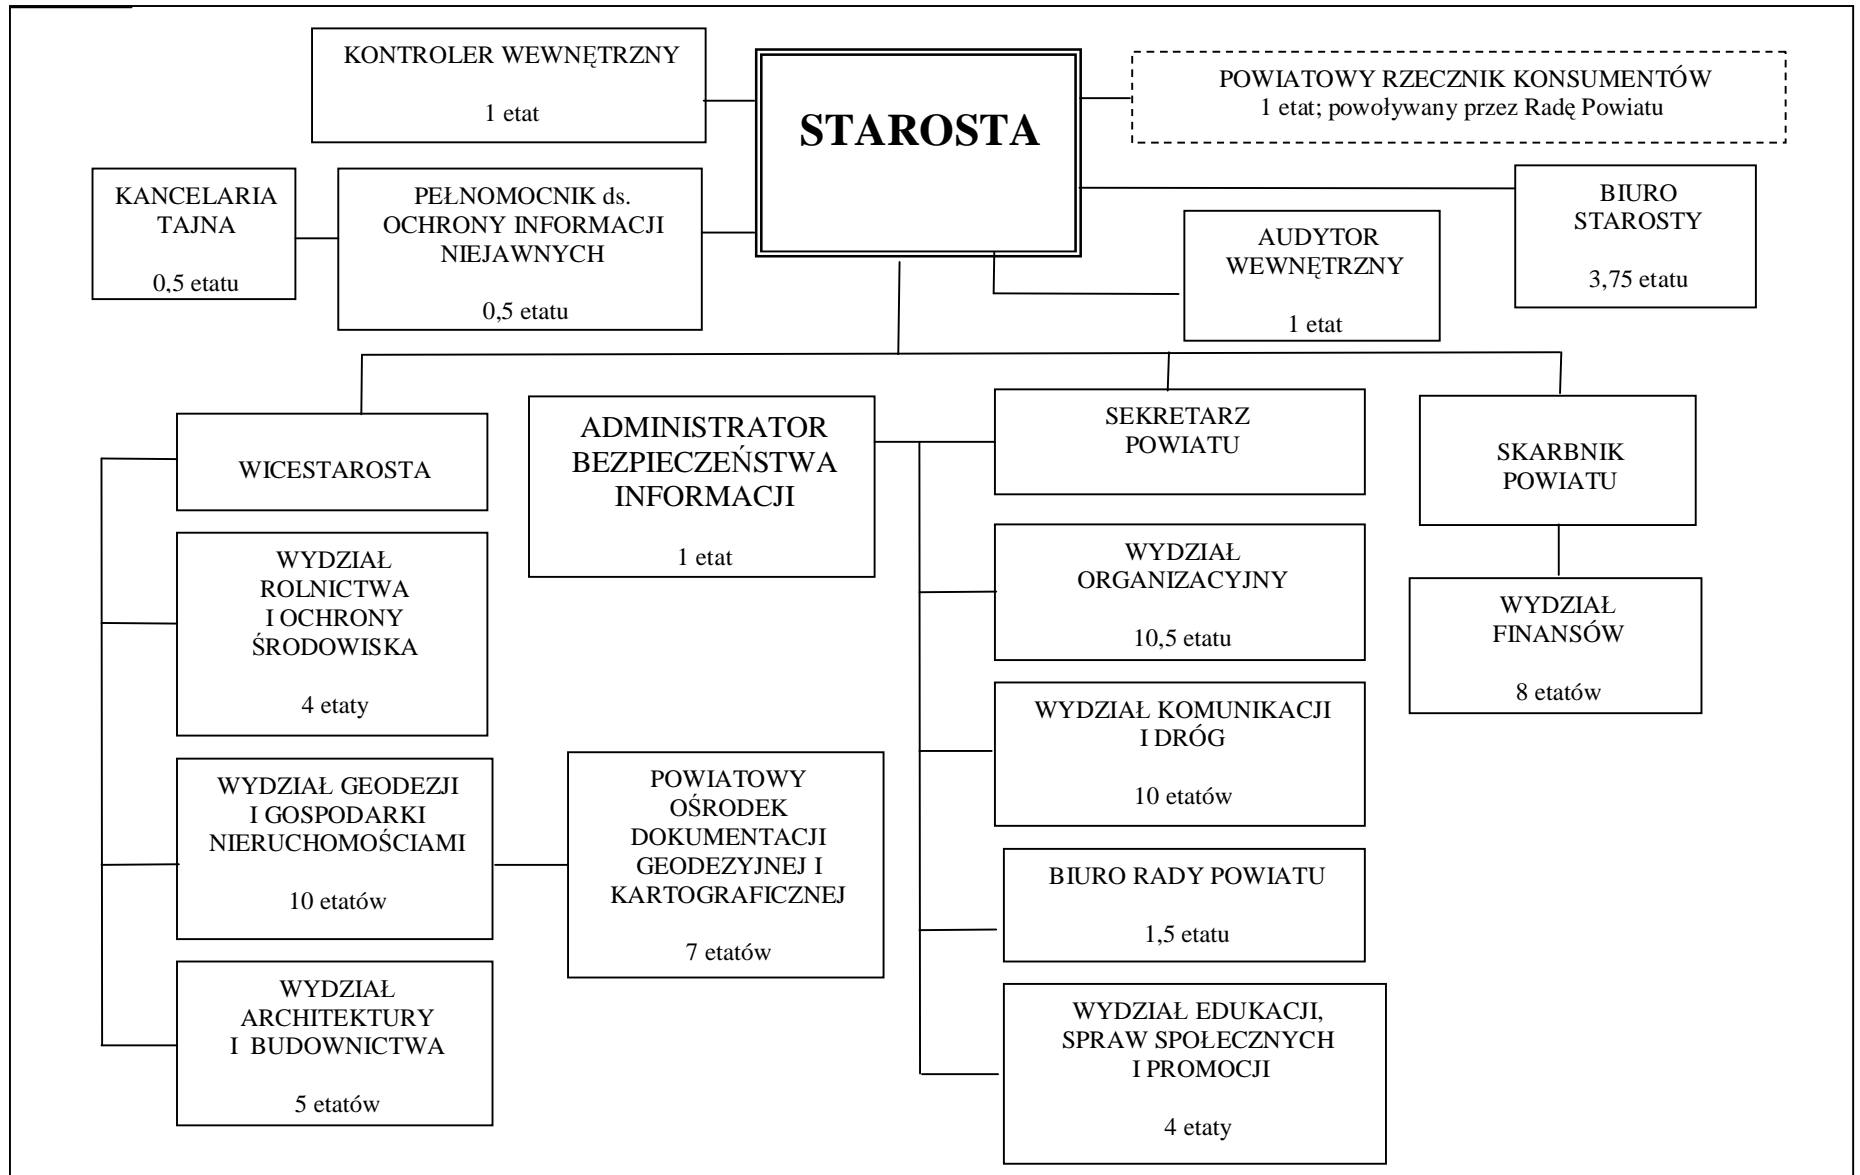 KONTROLER WEWNĘTRZNY
1 etat
STAROSTA
POWIATOWY RZECZNIK KONSUMENTÓW
1 etat; powoływany przez Radę Powiatu
KANCELARIA
TAJNA
0,5 etatu
PEŁNOMOCNIK ds.
OCHRONY INFORMACJI
NIEJAWNYCH
0,5 etatu
AUDYTOR
WEWNĘTRZNY
1 etat
BIURO
STAROSTY
3,75 etatu
WICESTAROSTA
ADMINISTRATOR
BEZPIECZEŃSTWA
INFORMACJI
1 etat
SEKRETARZ
POWIATU
SKARBNIK
POWIATU
WYDZIAŁ
ROLNICTWA
I OCHRONY
ŚRODOWISKA
4 etaty
WYDZIAŁ
ORGANIZACYJNY
10,5 etatu
WYDZIAŁ
FINANSÓW
8 etatów
WYDZIAŁ KOMUNIKACJI
I DRÓG
10 etatów
WYDZIAŁ GEODEZJI
I GOSPODARKI
NIERUCHOMOŚCIAMI
10 etatów
POWIATOWY
OŚRODEK
DOKUMENTACJI
GEODEZYJNEJ I
KARTOGRAFICZNEJ
7 etatów
BIURO RADY POWIATU
1,5 etatu
WYDZIAŁ
ARCHITEKTURY
I BUDOWNICTWA
5 etatów
WYDZIAŁ EDUKACJI,
SPRAW SPOŁECZNYCH
I PROMOCJI
4 etaty